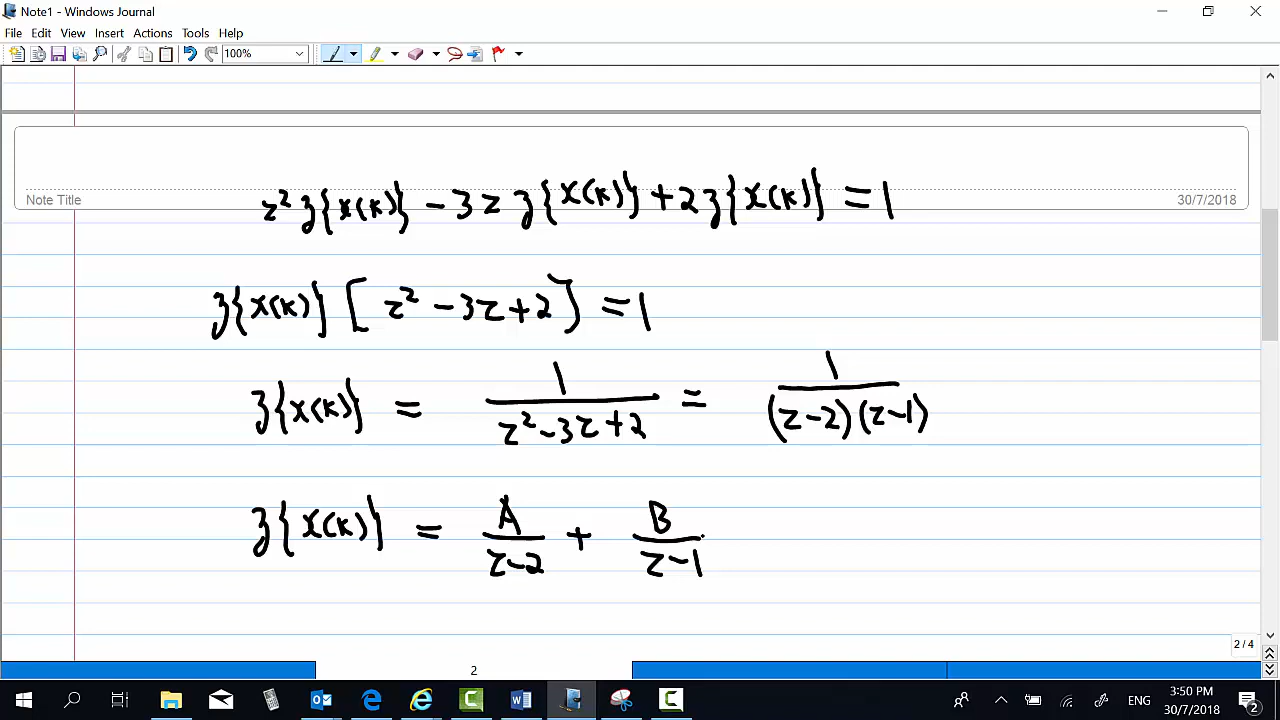 Note1 - Windows Journal
File Edit View Insert Actions Tools Help
100%
z² ʒ{x(k)} - 3z ʒ{x(k)} + 2ʒ{x(k)} = 1
Note Title
30/7/2018
ʒ{x(k)} [z² - 3z + 2] = 1
ʒ{x(k)} = 1/(z² - 3z + 2) = 1/((z-2)(z-1))
ʒ{x(k)} = A/(z-2) + B/(z-1)
2 / 4
2
ENG
3:50 PM
30/7/2018
2